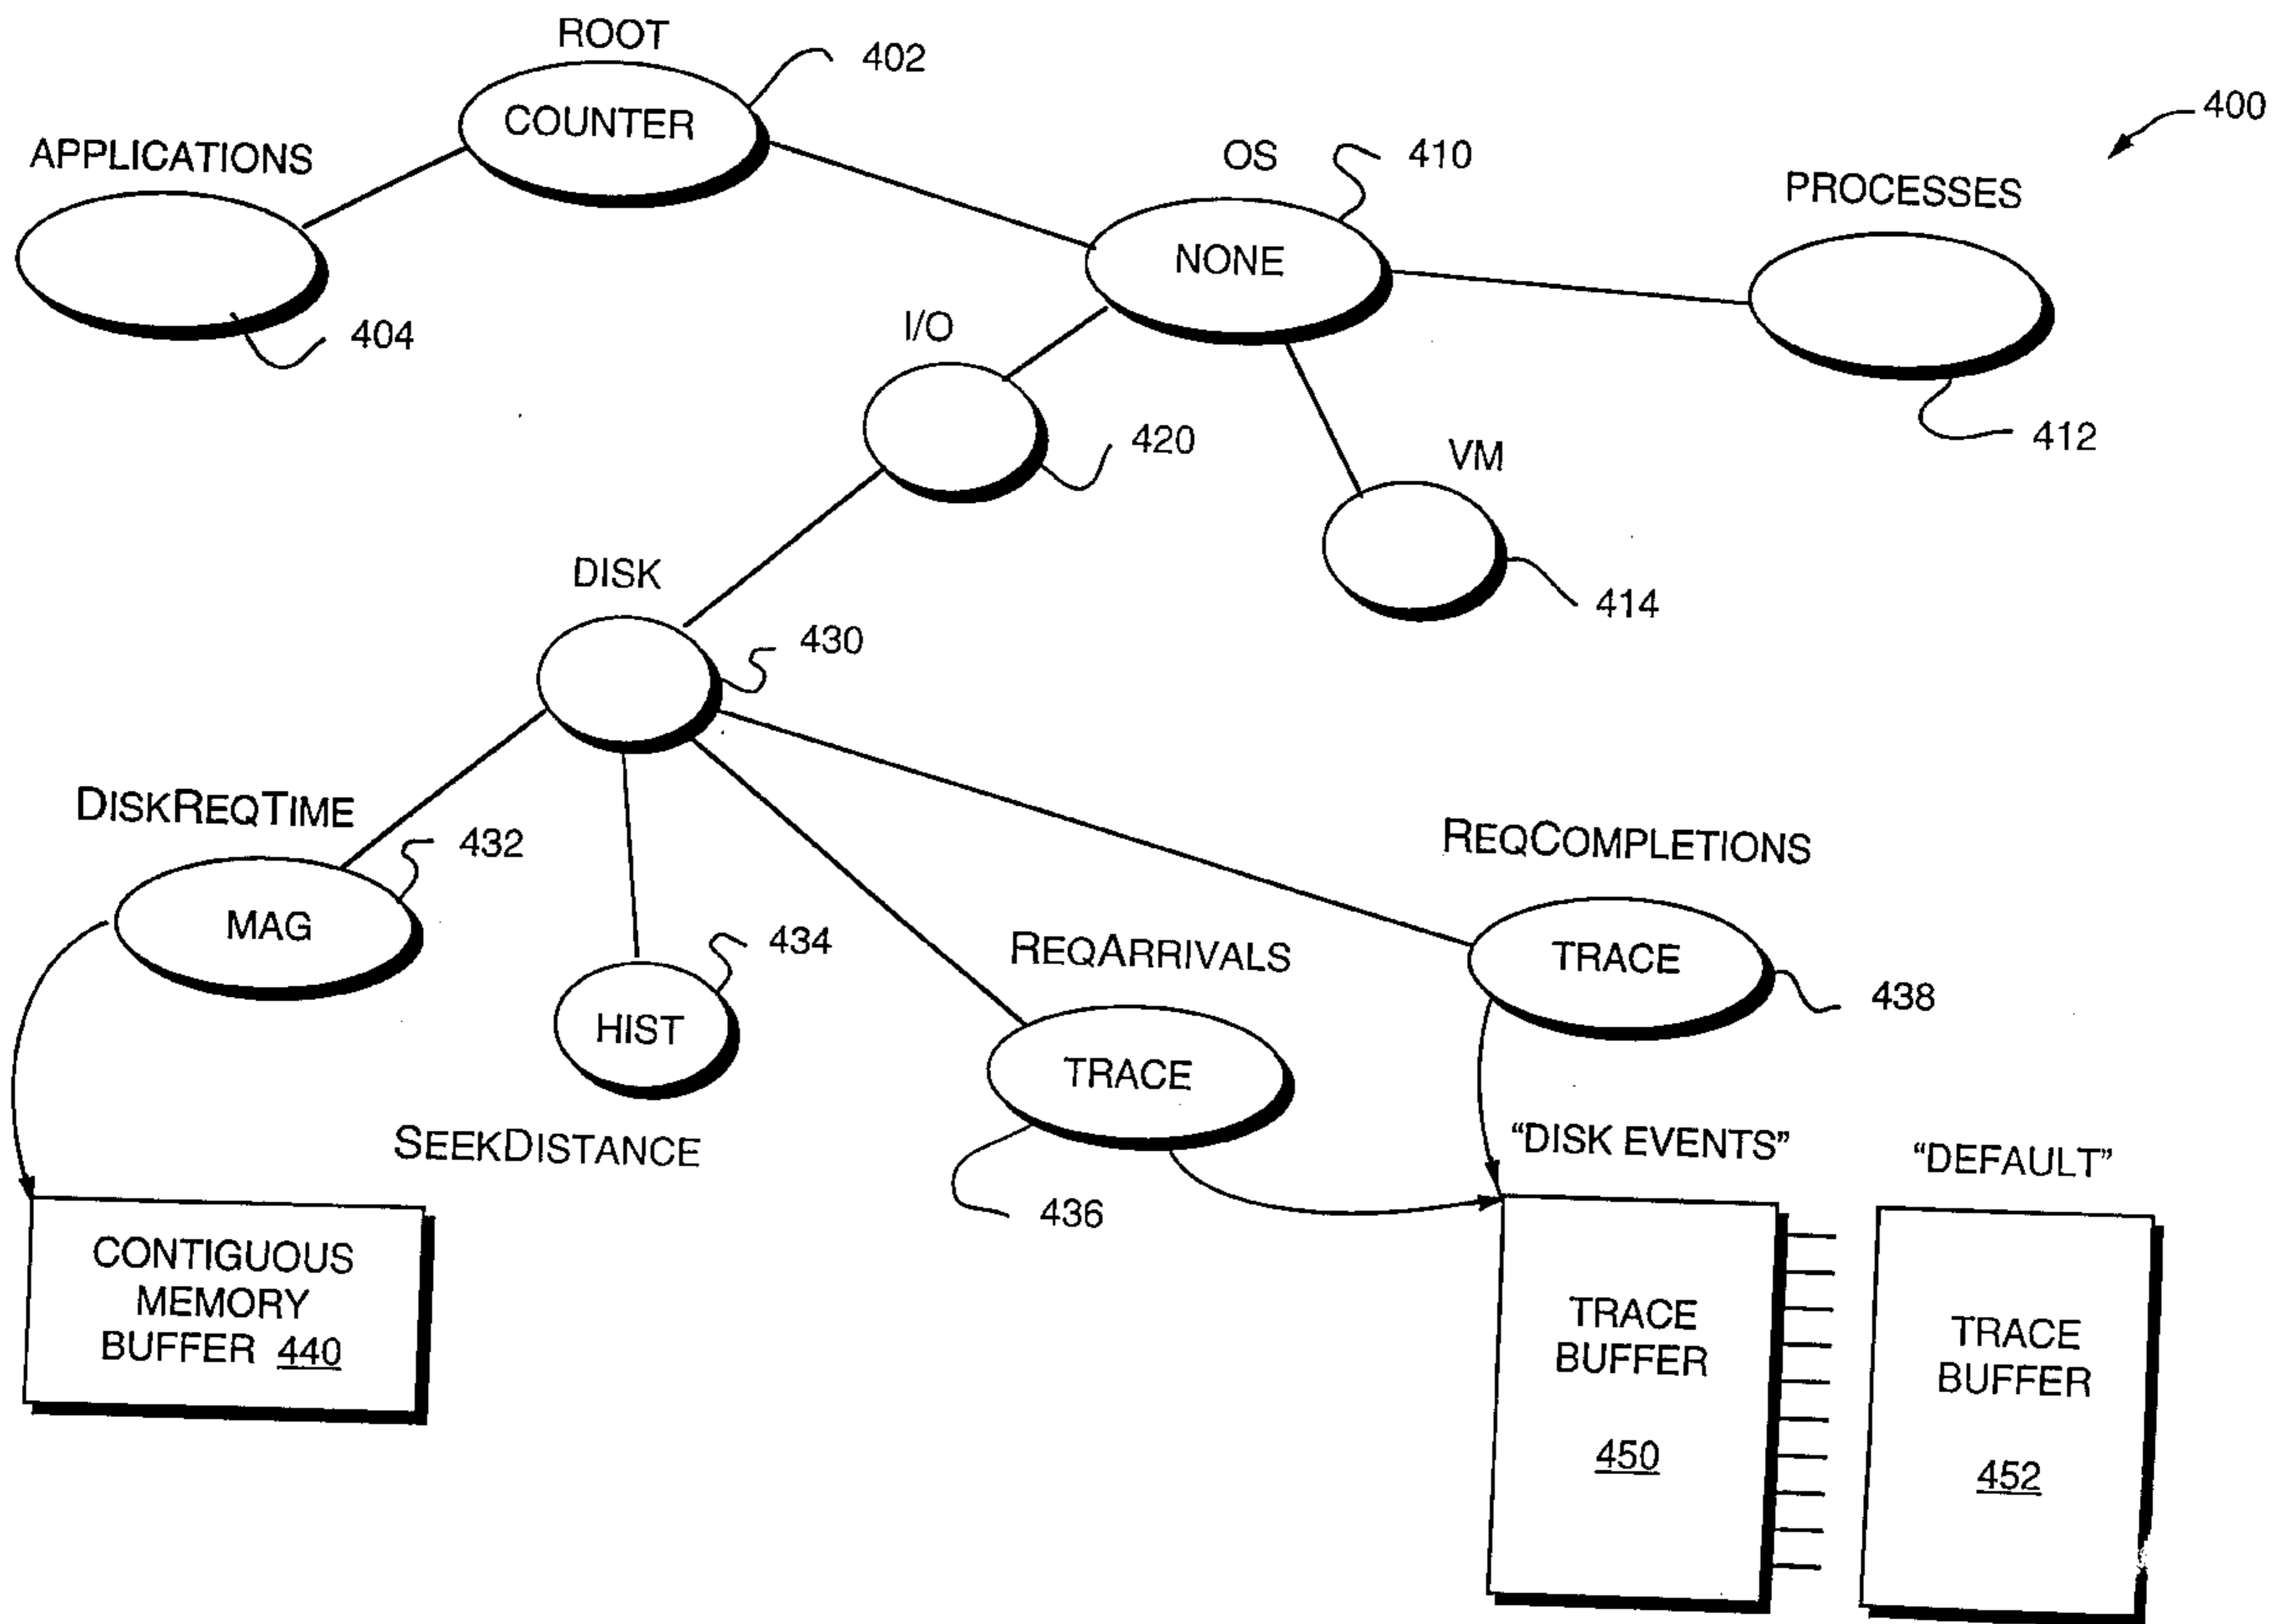 ROOT
402
COUNTER
400
APPLICATIONS
OS
410
PROCESSES
NONE
404
I/O
420
412
VM
414
DISK
430
DISKREQTIME
432
REQCOMPLETIONS
MAG
434
REQARRIVALS
TRACE
438
HIST
TRACE
SEEKDISTANCE
"DISK EVENTS"
"DEFAULT"
436
CONTIGUOUS
MEMORY
BUFFER 440
TRACE
BUFFER
450
TRACE
BUFFER
452